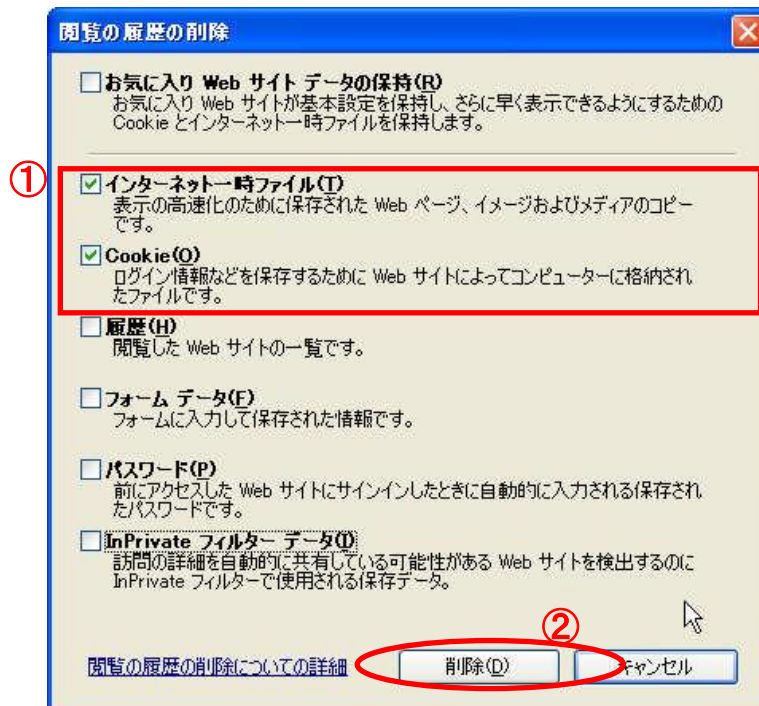 閲覧の履歴の削除
お気に入り Web サイト データの保持(R)
お気に入り Web サイトが基本設定を保持し、さらに早く表示できるようにするための
Cookie とインターネット一時ファイルを保持します。
①
インターネット一時ファイル(T)
表示の高速化のために保存された Web ページ、イメージおよびメディアのコピー
です。
Cookie(O)
ログイン情報などを保存するために Web サイトによってコンピューターに格納され
たファイルです。
履歴(H)
閲覧した Web サイトの一覧です。
フォーム データ(F)
フォームに入力して保存された情報です。
パスワード(P)
前にアクセスした Web サイトにサインインしたときに自動的に入力される保存され
たパスワードです。
InPrivate フィルター データ(I)
訪問の詳細を自動的に共有している可能性がある Web サイトを検出するのに
InPrivate フィルターで使用される保存データ。
②
閲覧の履歴の削除についての詳細
削除(D)
キャンセル